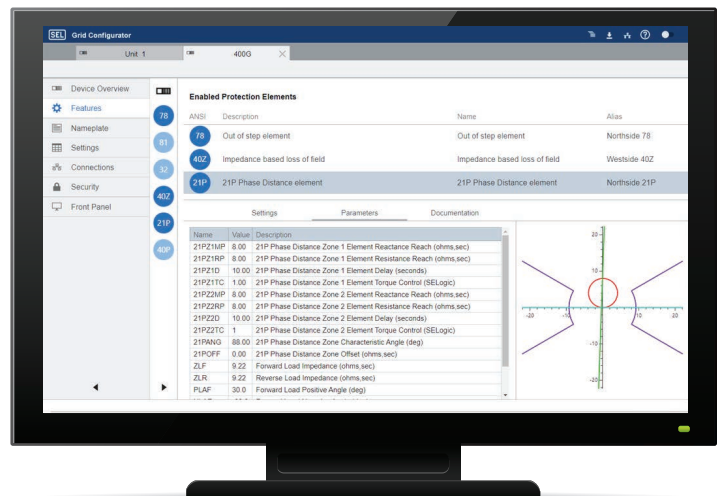 SEL Grid Configurator
Unit 1
400G
Device Overview
Features
Nameplate
Settings
Connections
Security
Front Panel
78
81
32
40Z
21P
40P
Enabled Protection Elements
ANSI Description Name Alias
78 Out of step element Out of step element Northside 78
40Z Impedance based loss of field Impedance based loss of field Westside 40Z
21P 21P Phase Distance element 21P Phase Distance element Northside 21P
Settings Parameters Documentation
Name Value Description
21PZ1MP 8.00 21P Phase Distance Zone 1 Element Reactance Reach (ohms,sec)
21PZ1RP 8.00 21P Phase Distance Zone 1 Element Resistance Reach (ohms,sec)
21PZ1D 10.00 21P Phase Distance Zone 1 Element Delay (seconds)
21PZ1TC 1.00 21P Phase Distance Zone 1 Element Torque Control (SELogic)
21PZ2MP 8.00 21P Phase Distance Zone 2 Element Reactance Reach (ohms,sec)
21PZ2RP 8.00 21P Phase Distance Zone 2 Element Resistance Reach (ohms,sec)
21PZ2D 10.00 21P Phase Distance Zone 2 Element Delay (seconds)
21PZ2TC 1 21P Phase Distance Zone 2 Element Torque Control (SELogic)
21PANG 88.00 21P Phase Distance Zone Characteristic Angle (deg)
21POFF 0.00 21P Phase Distance Zone Offset (ohms,sec)
ZLF 9.22 Forward Load Impedance (ohms,sec)
ZLR 9.22 Reverse Load Impedance (ohms,sec)
PLAF 30.0 Forward Load Positive Angle (deg)
20
10
-20 -10 0 10 20
-10
-20